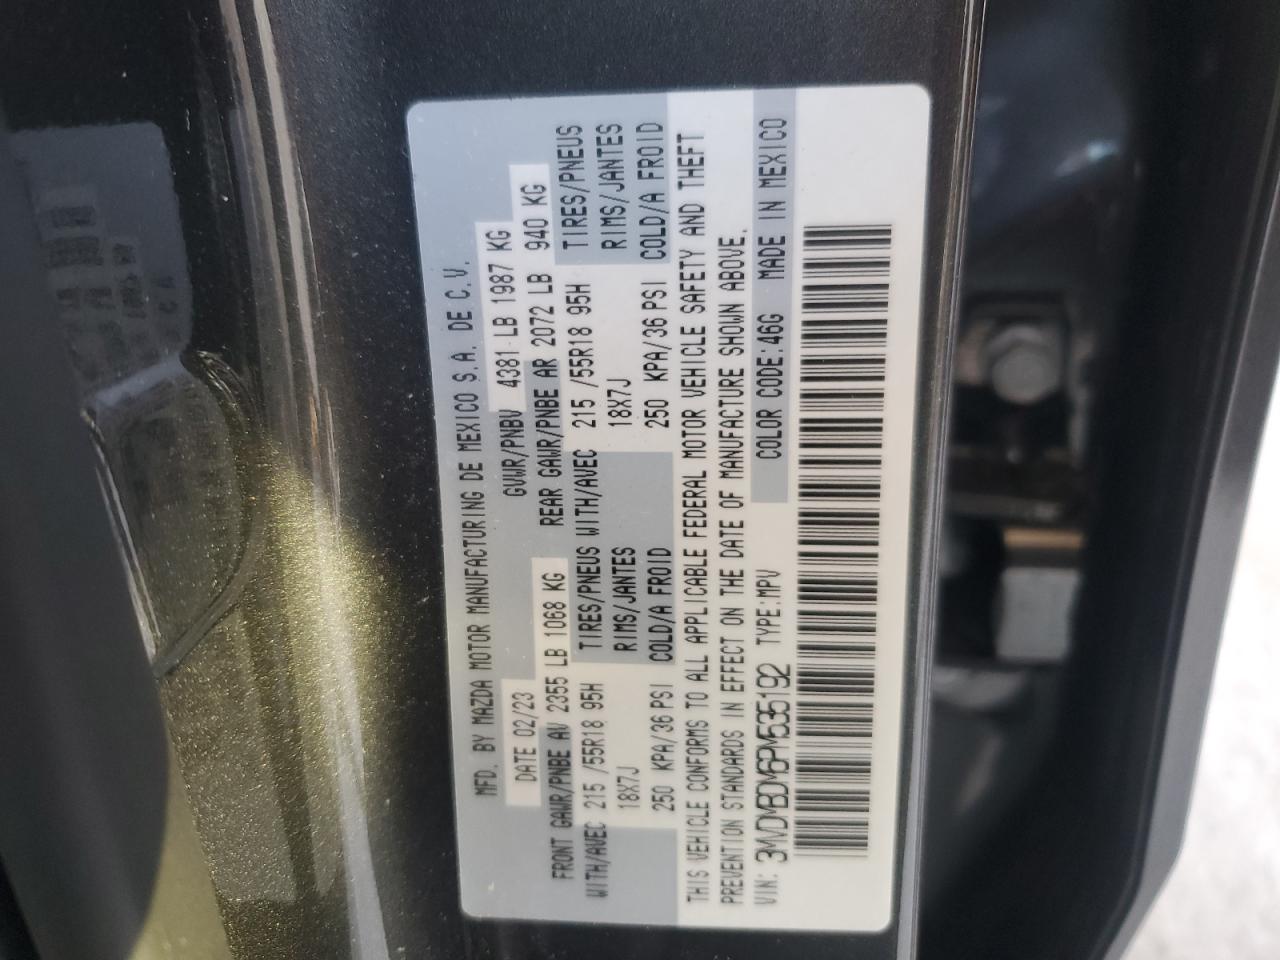 MFD. BY MAZDA MOTOR MANUFACTURING DE MEXICO S.A. DE C.V.
DATE 02/23 GVWR/PNBV 4381 LB 1987 KG
FRONT GAWR/PNBE AV 2355 LB 1068 KG REAR GAWR/PNBE AR 2072 LB 940 KG
WITH/AVEC 215 /55R18 95H TIRES/PNEUS WITH/AVEC 215 /55R18 95H TIRES/PNEUS
18X7J RIMS/JANTES 18X7J RIMS/JANTES
250 KPA/36 PSI COLD/A FROID 250 KPA/36 PSI COLD/A FROID
THIS VEHICLE CONFORMS TO ALL APPLICABLE FEDERAL MOTOR VEHICLE SAFETY AND THEFT
PREVENTION STANDARDS IN EFFECT ON THE DATE OF MANUFACTURE SHOWN ABOVE.
VIN: 3MVDMBDM6PM535192 TYPE:MPV COLOR CODE:46G MADE IN MEXICO